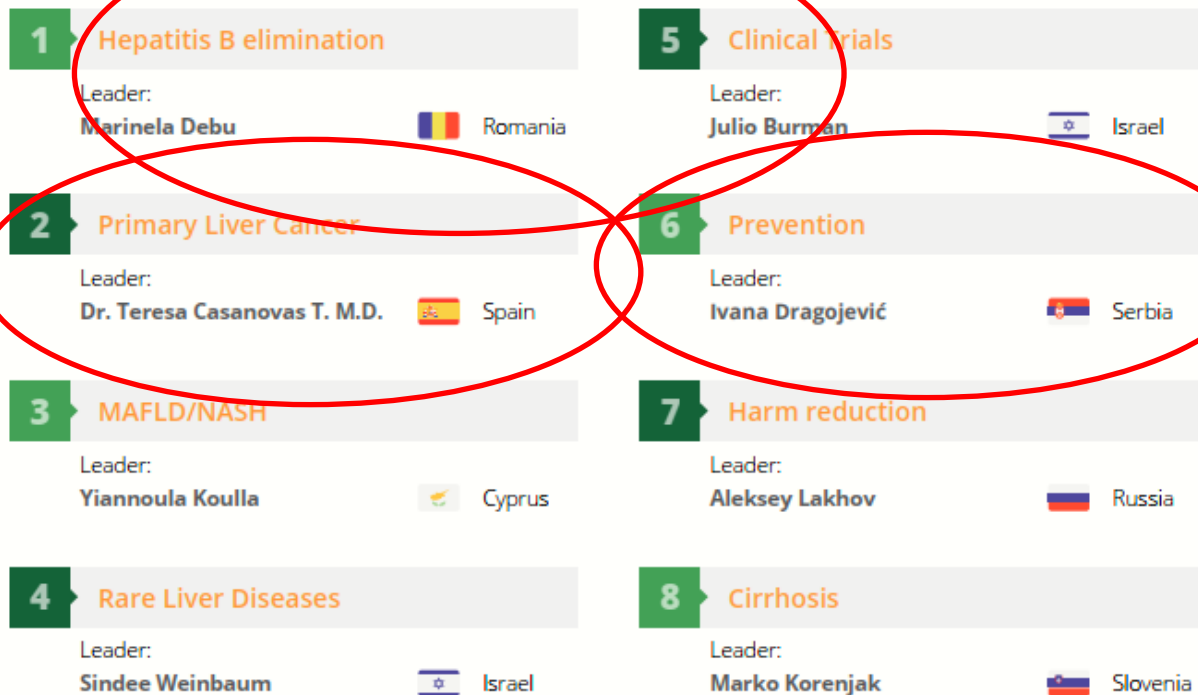 1 Hepatitis B elimination
Leader:
Marinela Debu Romania
2 Primary Liver Cancer
Leader:
Dr. Teresa Casanovas T. M.D. Spain
3 MAFLD/NASH
Leader:
Yiannoula Koulla Cyprus
4 Rare Liver Diseases
Leader:
Sindee Weinbaum Israel
5 Clinical Trials
Leader:
Julio Burman Israel
6 Prevention
Leader:
Ivana Dragojević Serbia
7 Harm reduction
Leader:
Aleksey Lakhov Russia
8 Cirrhosis
Leader:
Marko Korenjak Slovenia